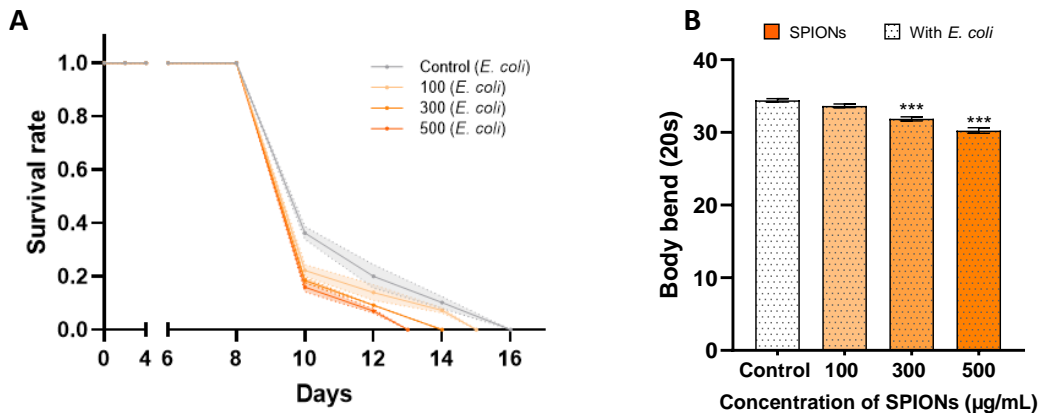 A
Survival rate
1.0
0.8
0.6
0.4
0.2
0.0
0 4 6 8 10 12 14 16
Days
Control (E. coli)
100 (E. coli)
300 (E. coli)
500 (E. coli)
B
SPIONs
With E. coli
Body bend (20s)
40
30
20
10
0
***
***
Control 100 300 500
Concentration of SPIONs (µg/mL)